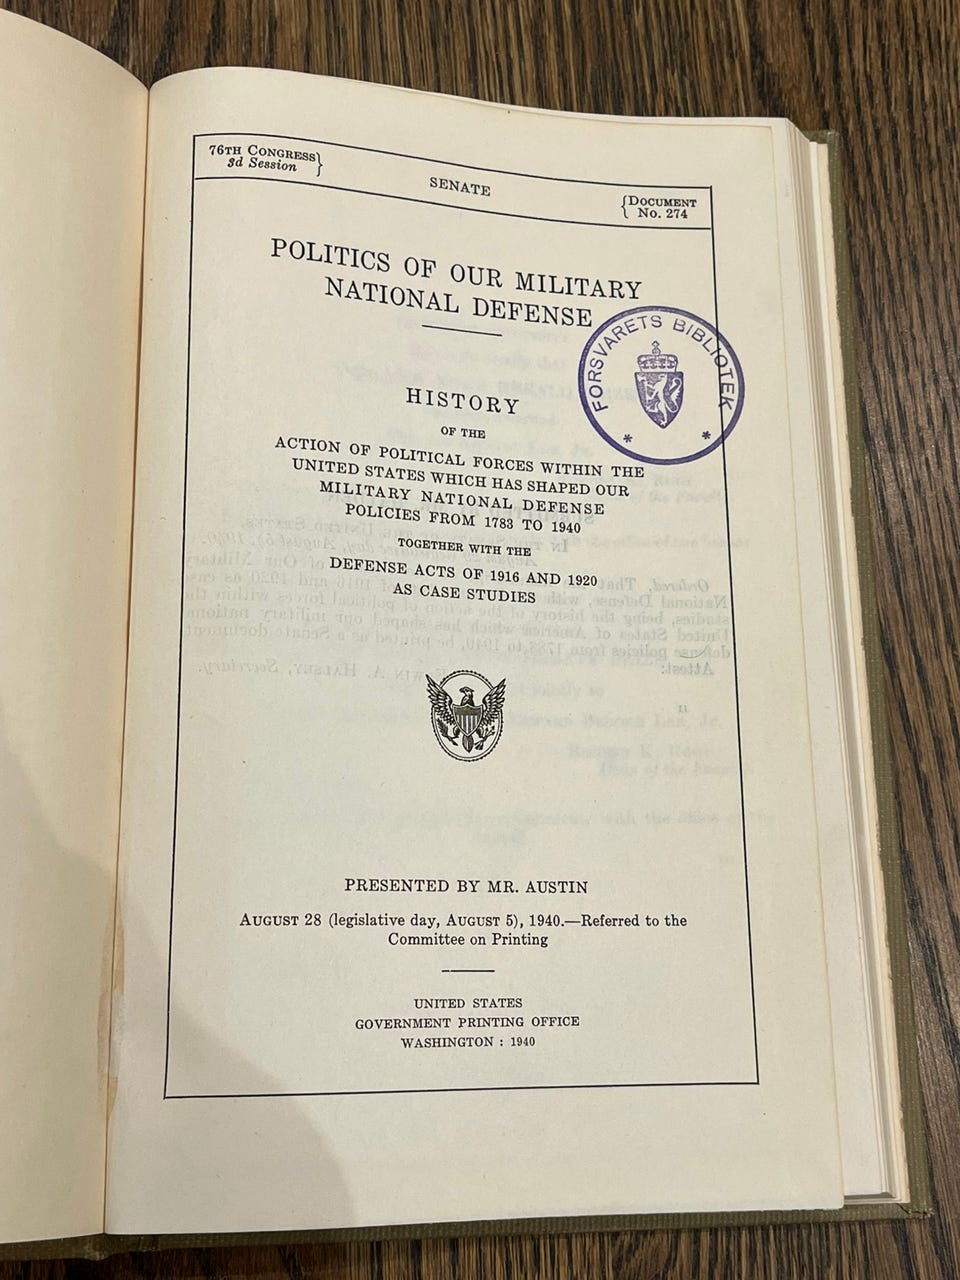 76TH CONGRESS
3d Session
SENATE
DOCUMENT
No. 274
POLITICS OF OUR MILITARY
NATIONAL DEFENSE
FORSVARETS BIBLIOTEK
* *
HISTORY
OF THE
ACTION OF POLITICAL FORCES WITHIN THE
UNITED STATES WHICH HAS SHAPED OUR
MILITARY NATIONAL DEFENSE
POLICIES FROM 1783 TO 1940
TOGETHER WITH THE
DEFENSE ACTS OF 1916 AND 1920
AS CASE STUDIES
PRESENTED BY MR. AUSTIN
AUGUST 28 (legislative day, AUGUST 5), 1940.—Referred to the
Committee on Printing
UNITED STATES
GOVERNMENT PRINTING OFFICE
WASHINGTON : 1940